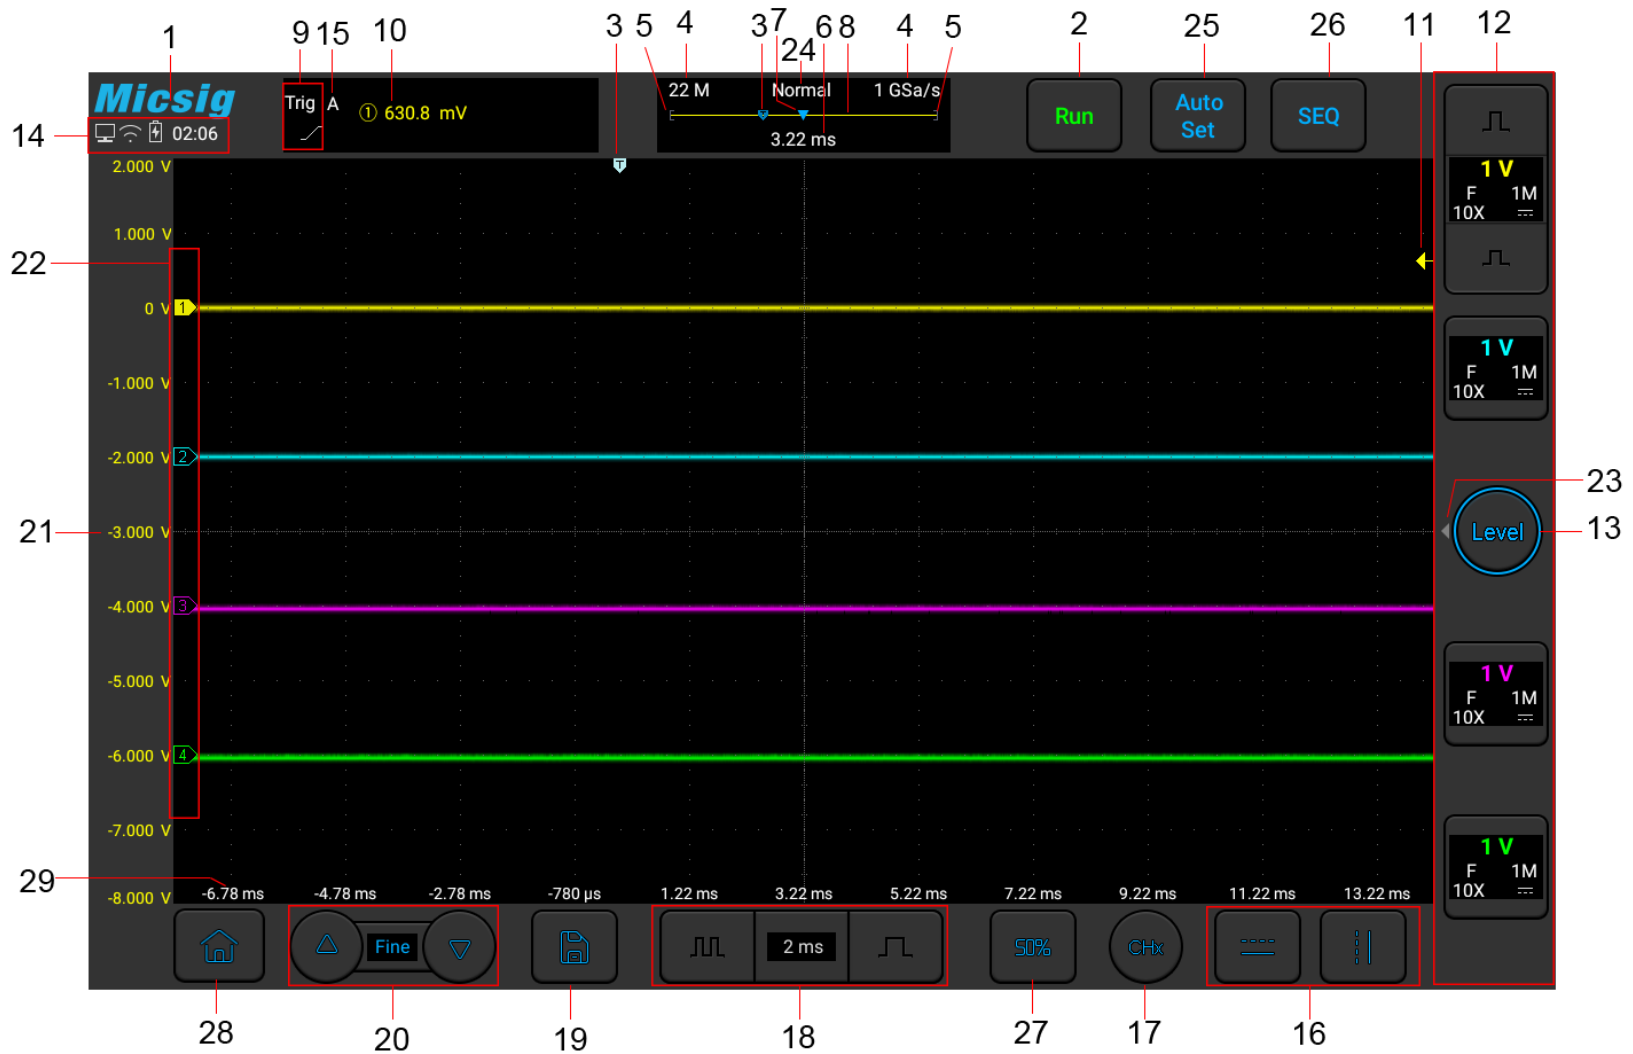 1 9 15 10 3 5 4 3 7 24 6 8 4 5 2 25 26 11 12
Micsig
Trig A
① 630.8 mV
22 M Normal 1 GSa/s
3.22 ms
Run
Auto
Set
SEQ
14
02:06
T
2.000 V
1.000 V
0 V
-1.000 V
-2.000 V
-3.000 V
-4.000 V
-5.000 V
-6.000 V
-7.000 V
-8.000 V
22
21
29
1
2
3
4
1 V
F 1M
10X
1 V
F 1M
10X
23
Level
13
1 V
F 1M
10X
1 V
F 1M
10X
-6.78 ms -4.78 ms -2.78 ms -780 µs 1.22 ms 3.22 ms 5.22 ms 7.22 ms 9.22 ms 11.22 ms 13.22 ms
Fine
2 ms
50%
CHx
28 20 19 18 27 17 16